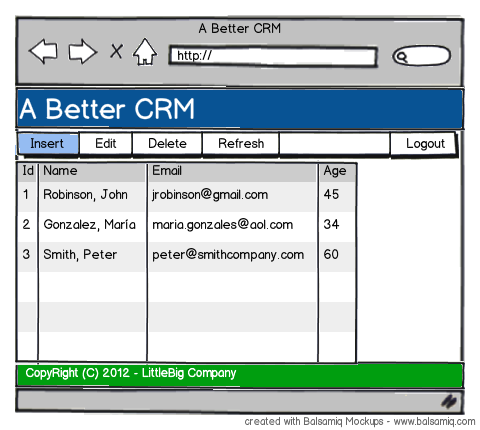 A Better CRM
http://
A Better CRM
Insert Edit Delete Refresh Logout
Id Name Email Age
1 Robinson, John jrobinson@gmail.com 45
2 Gonzalez, María maria.gonzales@aol.com 34
3 Smith, Peter peter@smithcompany.com 60
CopyRight (C) 2012 - LittleBig Company
created with Balsamiq Mockups - www.balsamiq.com